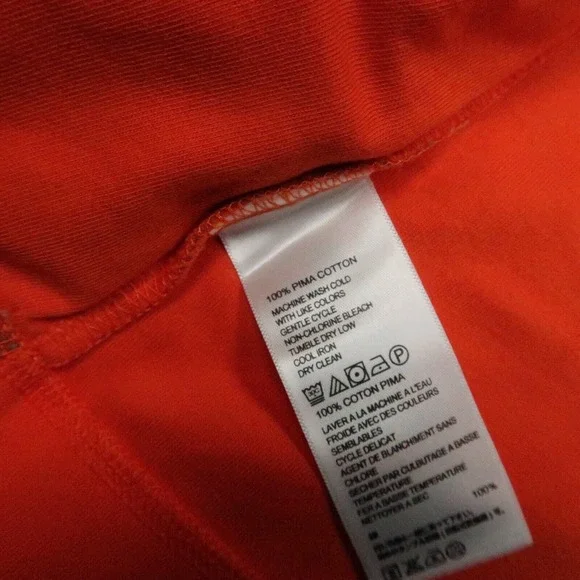 100% PIMA COTTON
MACHINE WASH COLD
WITH LIKE COLORS
GENTLE CYCLE
NON-CHLORINE BLEACH
TUMBLE DRY LOW
COOL IRON
DRY CLEAN
100% COTON PIMA
LAVER A LA MACHINE A L'EAU
FROIDE AVEC DES COULEURS
SEMBLABLES
CYCLE DELICAT
AGENT DE BLANCHIMENT SANS
CHLORE
SECHER PAR CULBUTAGE A BASSE
TEMPERATURE
FER A BASSE TEMPERATURE
NETTOYER A SEC
100%